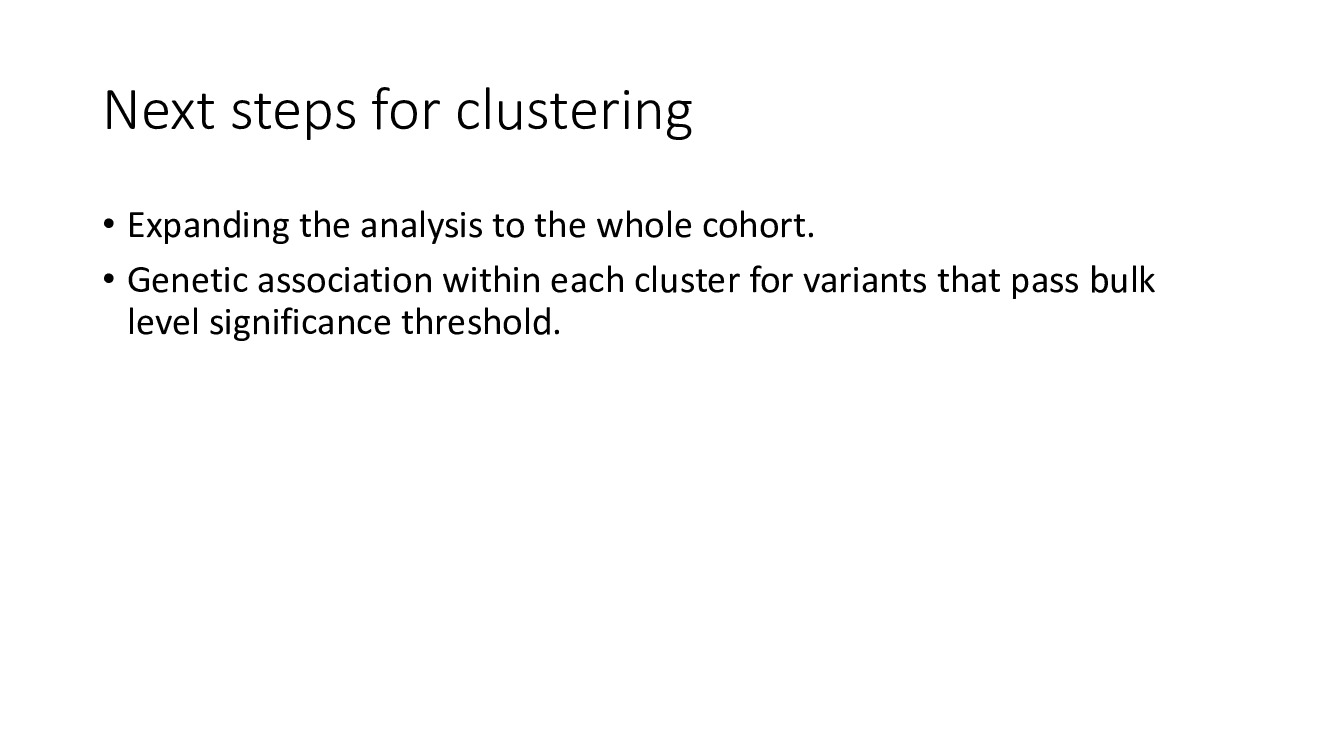 Next steps for clustering
• Expanding the analysis to the whole cohort.
• Genetic association within each cluster for variants that pass bulk
level significance threshold.